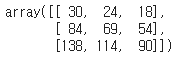 array([[ 30,  24,  18],
       [ 84,  69,  54],
       [138, 114,  90]])